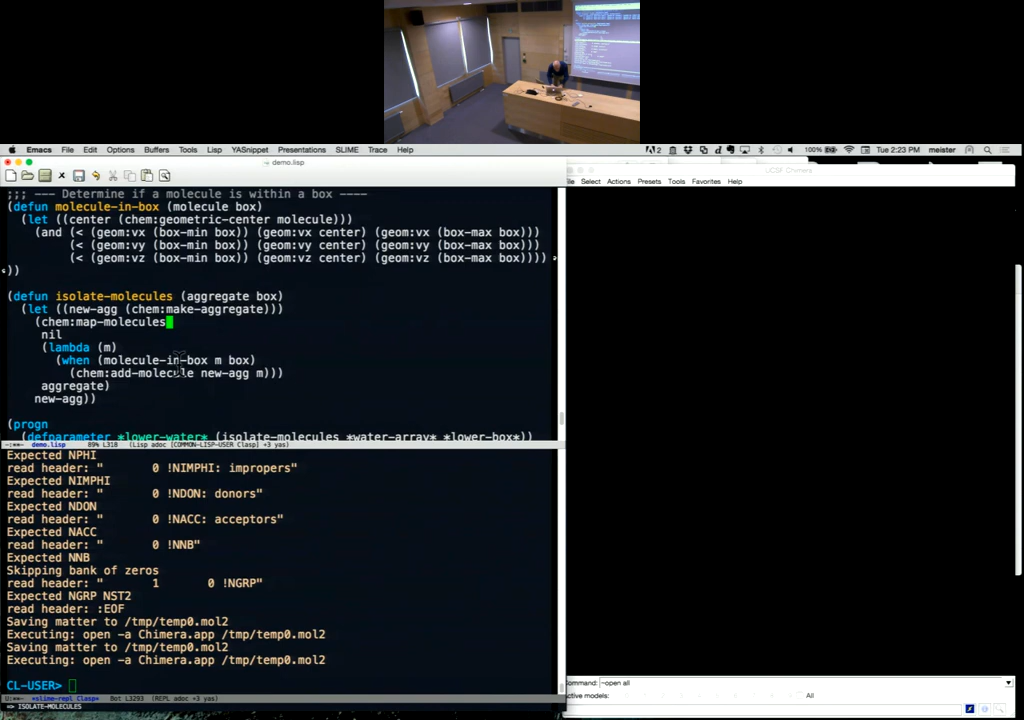 Emacs File Edit Options Buffers Tools Lisp YASnippet Presentations SLIME Trace Help
2 100% Tue 2:23 PM meister
demo.lisp
UCSF Chimera
File Select Actions Presets Tools Favorites Help
;;; --- Determine if a molecule is within a box ----
(defun molecule-in-box (molecule box)
(let ((center (chem:geometric-center molecule)))
(and (< (geom:vx (box-min box)) (geom:vx center) (geom:vx (box-max box)))
(< (geom:vy (box-min box)) (geom:vy center) (geom:vy (box-max box)))
(< (geom:vz (box-min box)) (geom:vz center) (geom:vz (box-max box))))
))
(defun isolate-molecules (aggregate box)
(let ((new-agg (chem:make-aggregate)))
(chem:map-molecules
nil
(lambda (m)
(when (molecule-in-box m box)
(chem:add-molecule new-agg m)))
aggregate)
new-agg))
(progn
(defparameter *lower-water* (isolate-molecules *water-array* *lower-box*))
-:**- demo.lisp 89% L318 (Lisp adoc [COMMON-LISP-USER Clasp] +3 yas)
Expected NPHI
read header: " 0 !NIMPHI: impropers"
Expected NIMPHI
read header: " 0 !NDON: donors"
Expected NDON
read header: " 0 !NACC: acceptors"
Expected NACC
read header: " 0 !NNB"
Expected NNB
Skipping bank of zeros
read header: " 1 0 !NGRP"
Expected NGRP NST2
read header: :EOF
Saving matter to /tmp/temp0.mol2
Executing: open -a Chimera.app /tmp/temp0.mol2
Saving matter to /tmp/temp0.mol2
Executing: open -a Chimera.app /tmp/temp0.mol2
CL-USER>
U:**- *slime-repl Clasp* Bot L3293 (REPL adoc +3 yas)
=> ISOLATE-MOLECULES
Command: ~open all
Active models: All